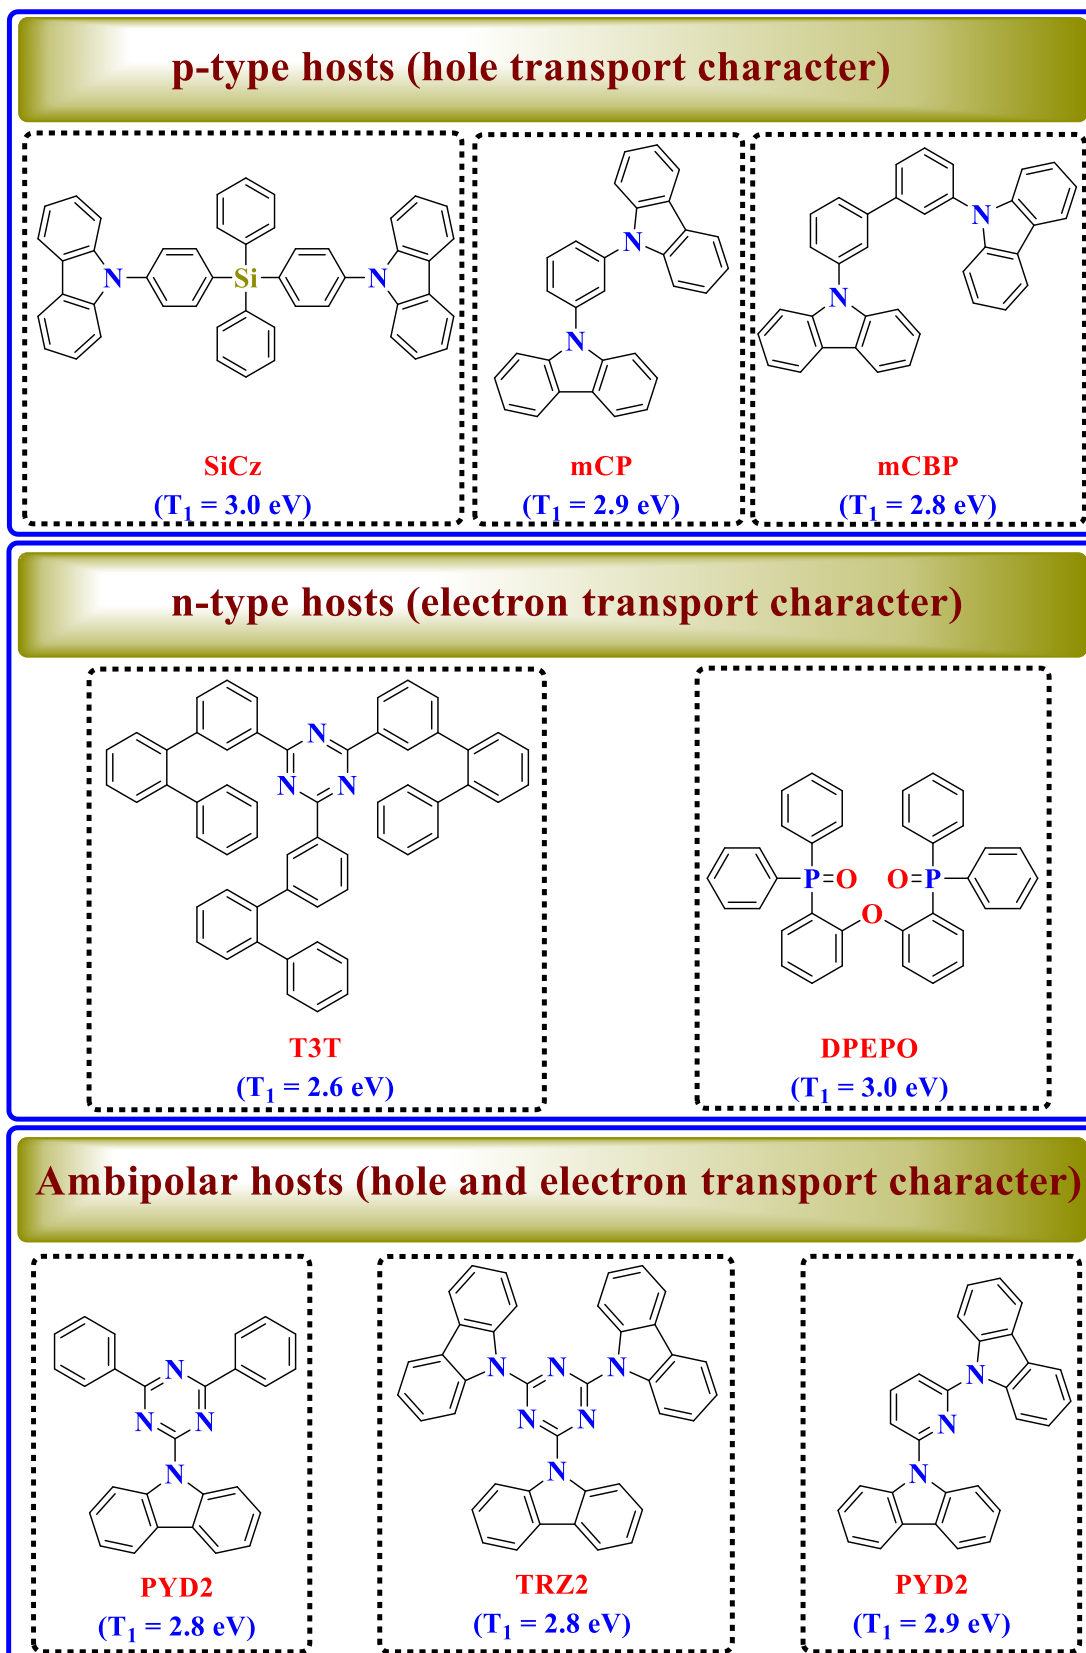 p-type hosts (hole transport character)
N
Si
N
SiCz
(T₁ = 3.0 eV)
N
N
mCP
(T₁ = 2.9 eV)
N
N
mCBP
(T₁ = 2.8 eV)
n-type hosts (electron transport character)
N
N
N
T3T
(T₁ = 2.6 eV)
P=O
O=P
O
DPEPO
(T₁ = 3.0 eV)
Ambipolar hosts (hole and electron transport character)
N
N
N
N
PYD2
(T₁ = 2.8 eV)
N
N
N
N
N
N
TRZ2
(T₁ = 2.8 eV)
N
N
N
PYD2
(T₁ = 2.9 eV)